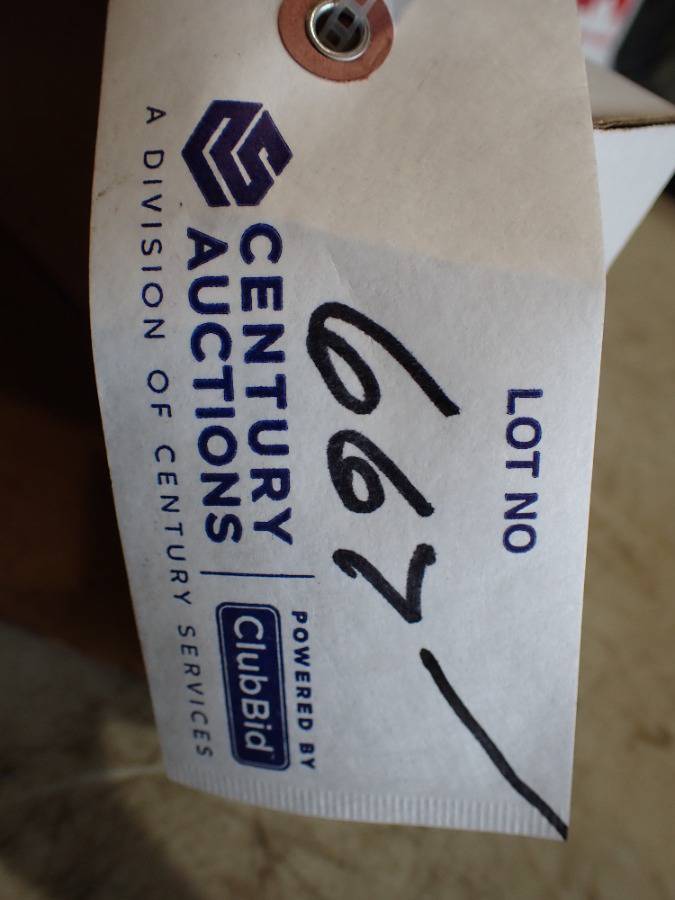 LOT NO
667 /
CENTURY
AUCTIONS
POWERED BY
ClubBid
A DIVISION OF CENTURY SERVICES